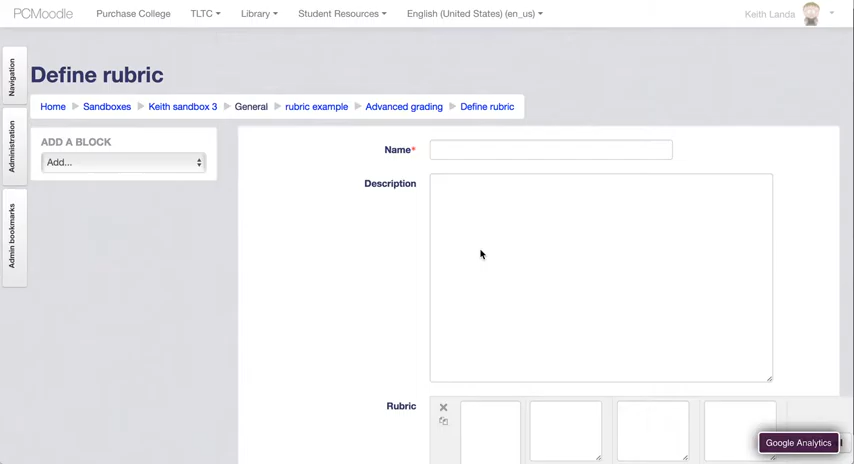 PCMoodle Purchase College TLTC Library Student Resources English (United States) (en_us) Keith Landa
Navigation
Define rubric
Home Sandboxes Keith sandbox 3 General rubric example Advanced grading Define rubric
Administration
ADD A BLOCK
Add...
Name*
Description
Admin bookmarks
Rubric
Google Analytics